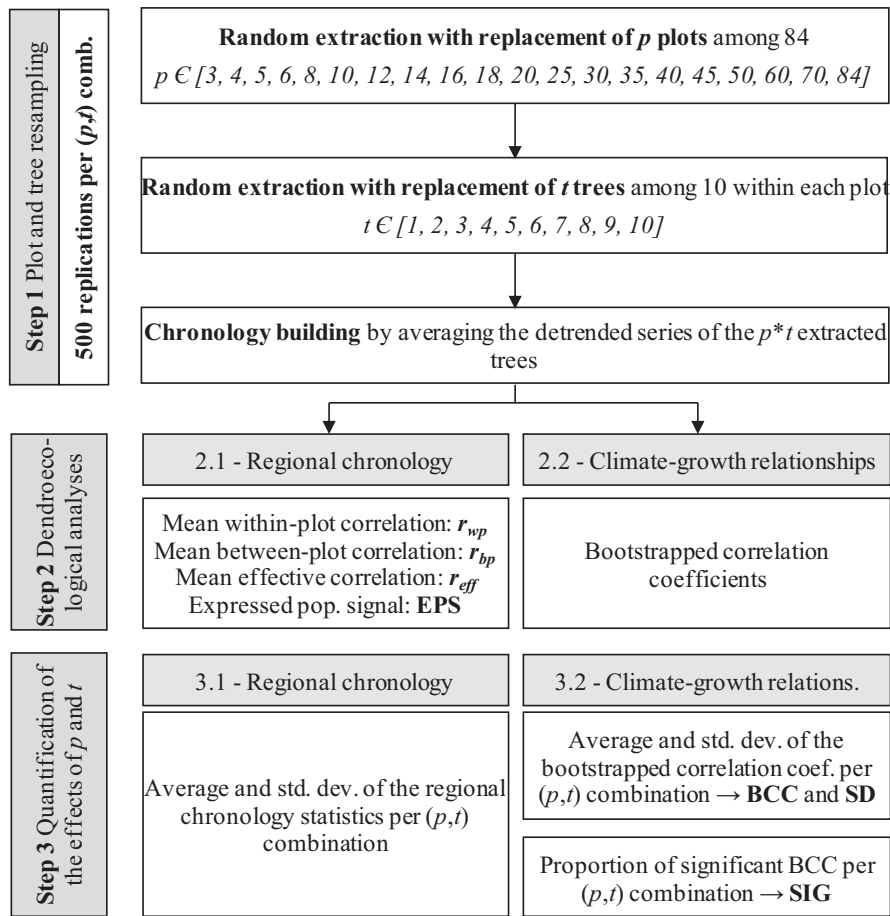 Step 1 Plot and tree resampling
500 replications per (p,t) comb.
Random extraction with replacement of p plots among 84
p Є [3, 4, 5, 6, 8, 10, 12, 14, 16, 18, 20, 25, 30, 35, 40, 45, 50, 60, 70, 84]
Random extraction with replacement of t trees among 10 within each plot
t Є [1, 2, 3, 4, 5, 6, 7, 8, 9, 10]
Chronology building by averaging the detrended series of the p*t extracted
trees
Step 2 Dendroeco-
logical analyses
2.1 - Regional chronology
Mean within-plot correlation: r_wp
Mean between-plot correlation: r_bp
Mean effective correlation: r_eff
Expressed pop. signal: EPS
2.2 - Climate-growth relationships
Bootstrapped correlation
coefficients
Step 3 Quantification of
the effects of p and t
3.1 - Regional chronology
Average and std. dev. of the regional
chronology statistics per (p,t)
combination
3.2 - Climate-growth relations.
Average and std. dev. of the
bootstrapped correlation coef. per
(p,t) combination → BCC and SD
Proportion of significant BCC per
(p,t) combination → SIG